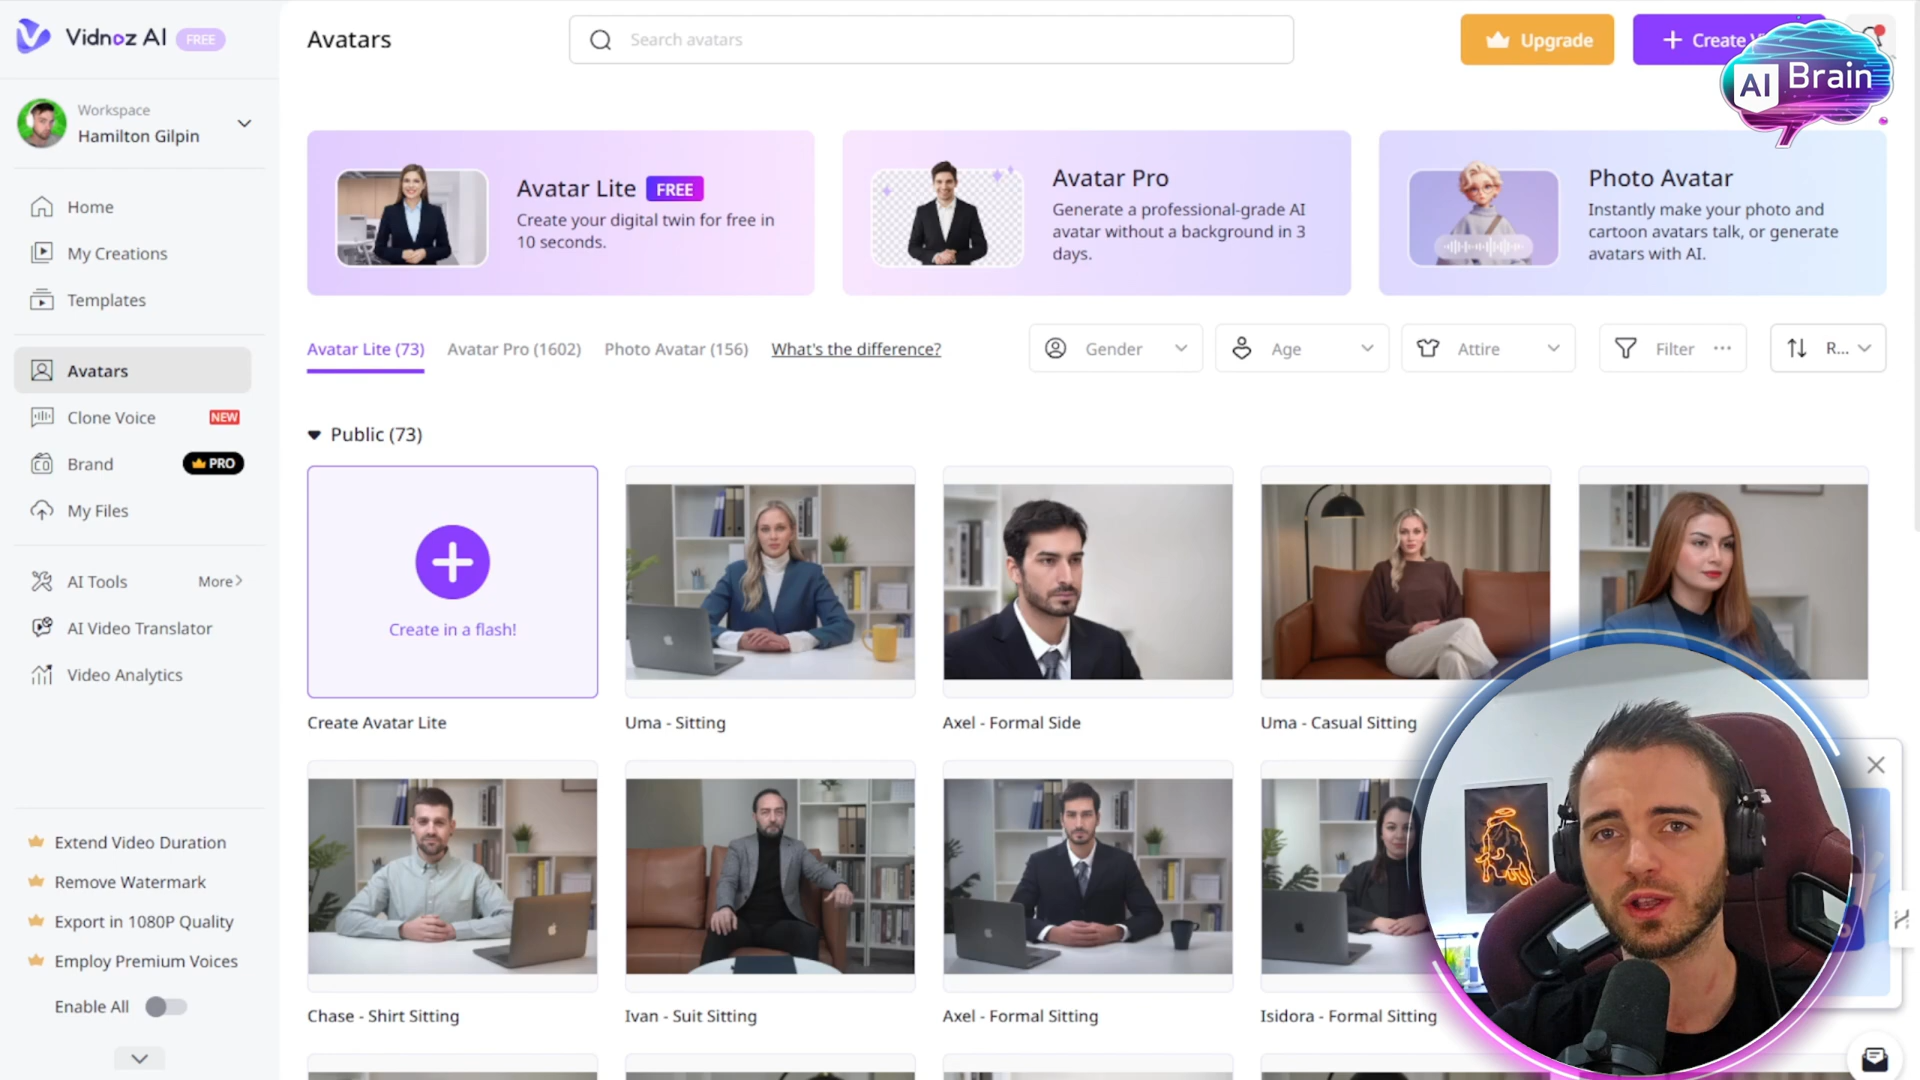 Vidnoz AI FREE
Workspace
Hamilton Gilpin
Home
My Creations
Templates
Avatars
Clone Voice NEW
Brand PRO
My Files
AI Tools More
AI Video Translator
Video Analytics
Extend Video Duration
Remove Watermark
Export in 1080P Quality
Employ Premium Voices
Enable All
Avatars
Search avatars
Upgrade
+ Create
AI Brain
Avatar Lite FREE
Create your digital twin for free in
10 seconds.
Avatar Pro
Generate a professional-grade AI
avatar without a background in 3
days.
Photo Avatar
Instantly make your photo and
cartoon avatars talk, or generate
avatars with AI.
Avatar Lite (73)
Avatar Pro (1602)
Photo Avatar (156)
What's the difference?
Gender
Age
Attire
Filter ...
R...
Public (73)
Create in a flash!
Create Avatar Lite
Uma - Sitting
Axel - Formal Side
Uma - Casual Sitting
Chase - Shirt Sitting
Ivan - Suit Sitting
Axel - Formal Sitting
Isidora - Formal Sitting